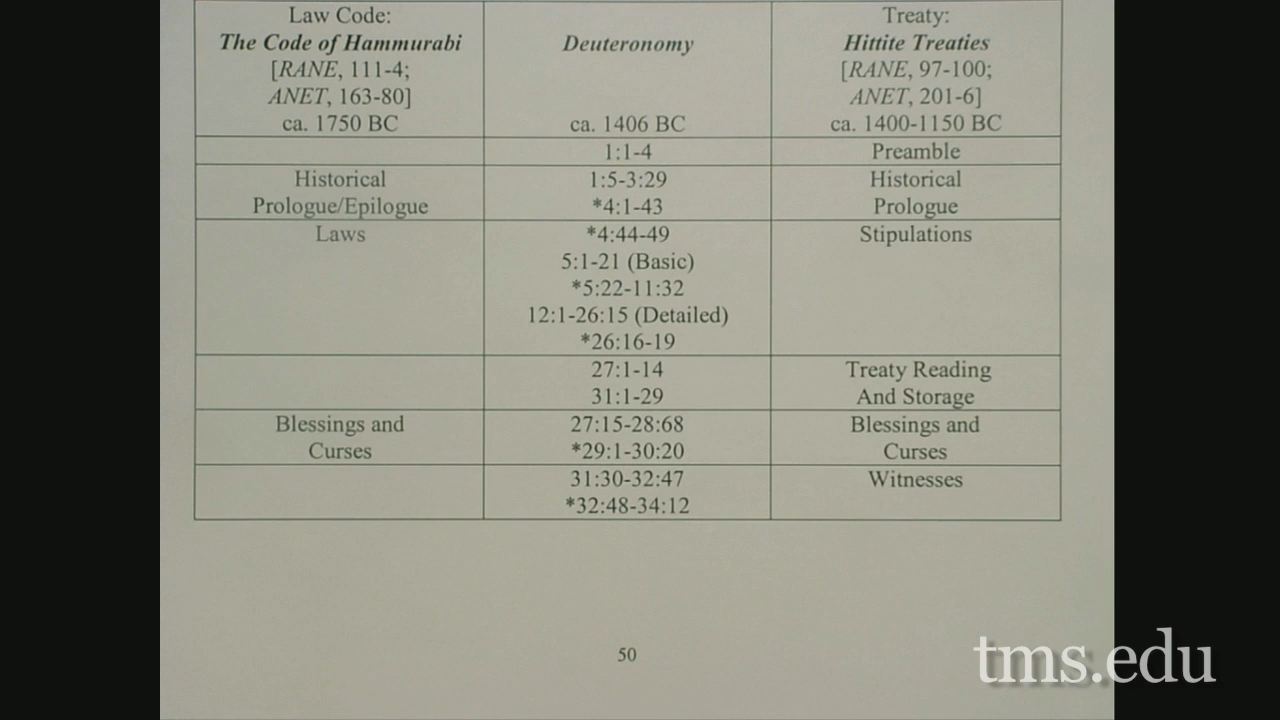 Law Code:
The Code of Hammurabi
[RANE, 111-4;
ANET, 163-80]
ca. 1750 BC
Deuteronomy
ca. 1406 BC
Treaty:
Hittite Treaties
[RANE, 97-100;
ANET, 201-6]
ca. 1400-1150 BC
1:1-4
Preamble
Historical
Prologue/Epilogue
1:5-3:29
*4:1-43
Historical
Prologue
Laws
*4:44-49
5:1-21 (Basic)
*5:22-11:32
12:1-26:15 (Detailed)
*26:16-19
Stipulations
27:1-14
31:1-29
Treaty Reading
And Storage
Blessings and
Curses
27:15-28:68
*29:1-30:20
Blessings and
Curses
31:30-32:47
*32:48-34:12
Witnesses
50
tms.edu